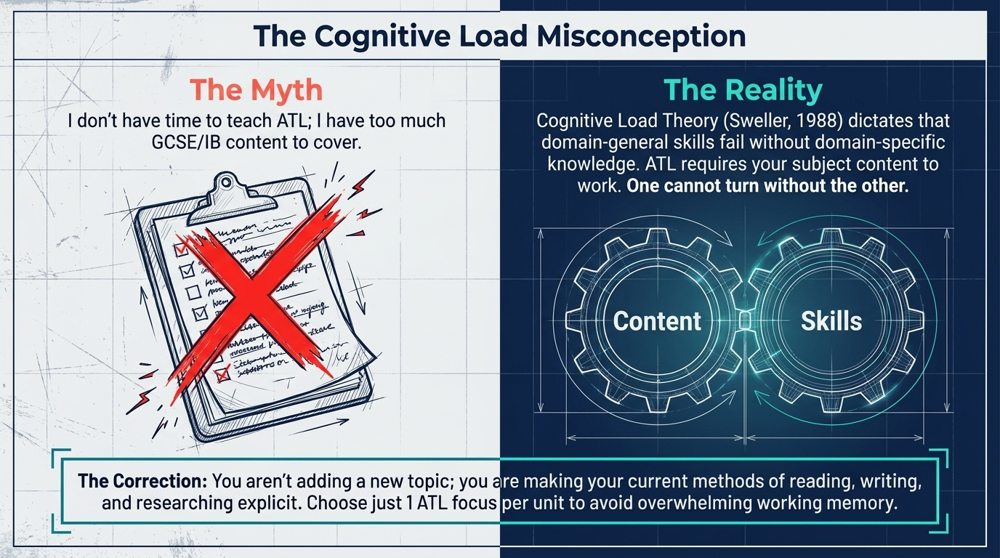 The Cognitive Load Misconception
The Myth
I don't have time to teach ATL; I have too much
GCSE/IB content to cover.
The Reality
Cognitive Load Theory (Sweller, 1988) dictates that
domain-general skills fail without domain-specific
knowledge. ATL requires your subject content to
work. One cannot turn without the other.
Content
Skills
The Correction: You aren't adding a new topic; you are making your current methods of reading, writing,
and researching explicit. Choose just 1 ATL focus per unit to avoid overwhelming working memory.